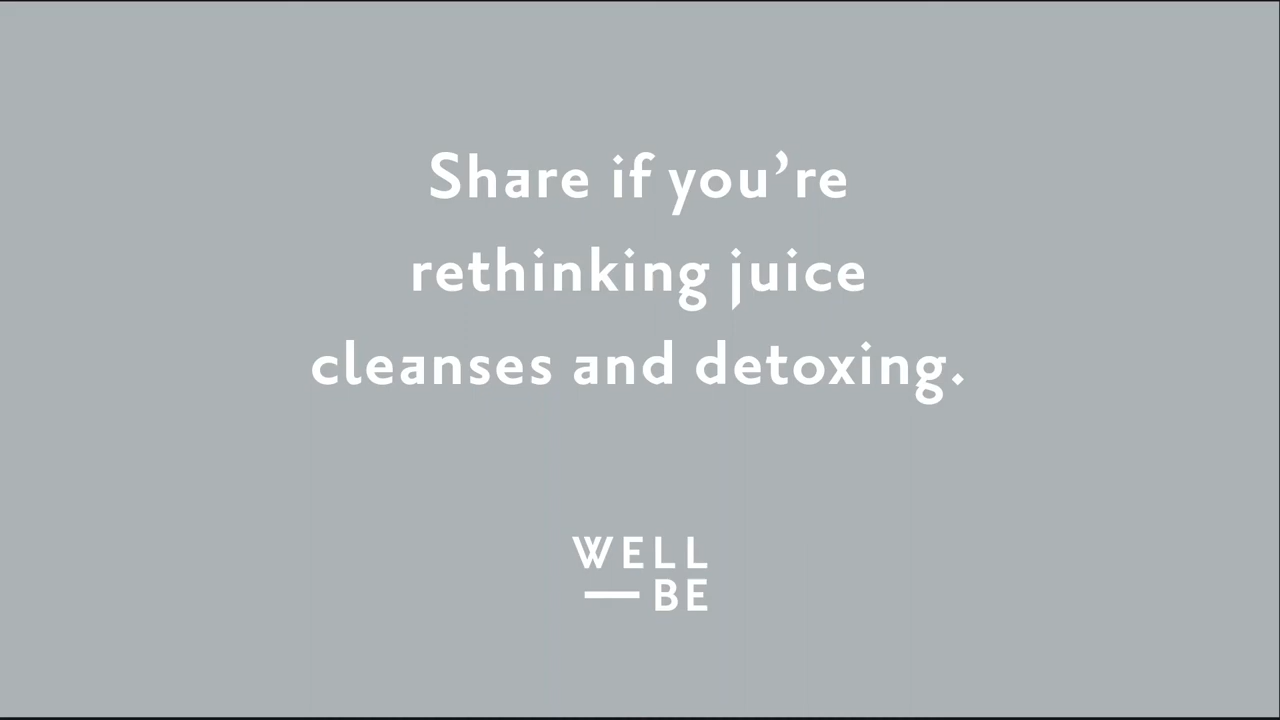 Share if you’re
rethinking juice
cleanses and detoxing.
WELL
BE